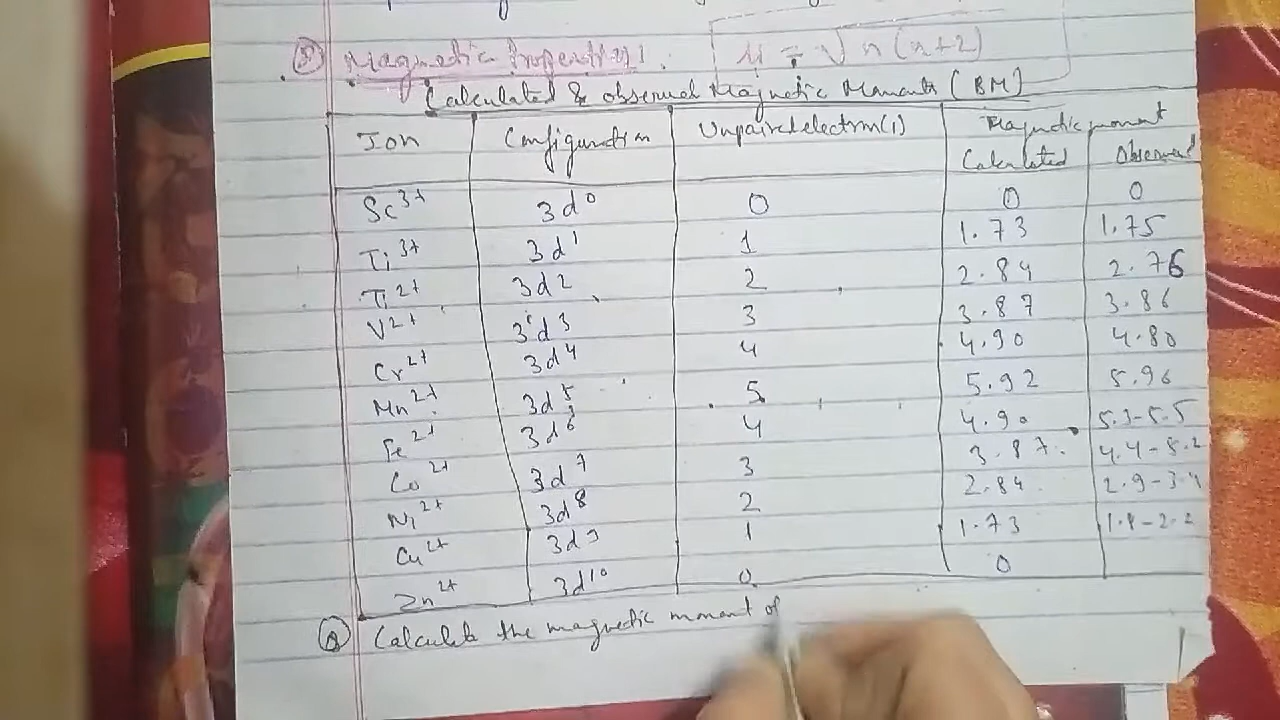 Magnetic Properties: μ = √n(n+2)
Calculated & observed Magnetic Moments (BM)
Ion Configuration Unpaired electron(s) Magnetic moment
Calculated Observed
Sc3+ 3d0 0 0 0
Ti3+ 3d1 1 1.73 1.75
Ti2+ 3d2 2 2.84 2.76
V2+ 3d3 3 3.87 3.86
Cr2+ 3d4 4 4.90 4.80
Mn2+ 3d5 5 5.92 5.96
Fe2+ 3d6 4 4.90 5.3-5.5
Co2+ 3d7 3 3.87 4.4-5.2
Ni2+ 3d8 2 2.84 2.9-3.4
Cu2+ 3d9 1 1.73 1.8-2.2
Zn2+ 3d10 0 0
Q Calculate the magnetic moment of